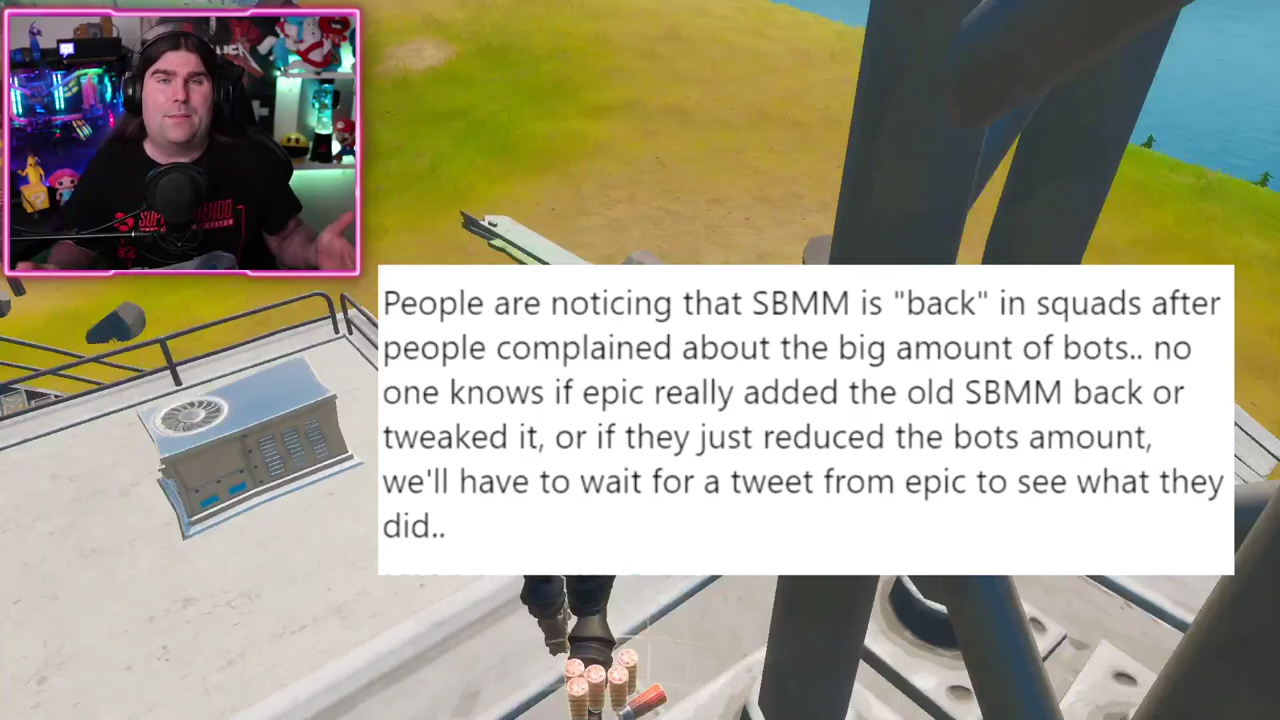 People are noticing that SBMM is "back" in squads after
people complained about the big amount of bots.. no
one knows if epic really added the old SBMM back or
tweaked it, or if they just reduced the bots amount,
we'll have to wait for a tweet from epic to see what they
did..